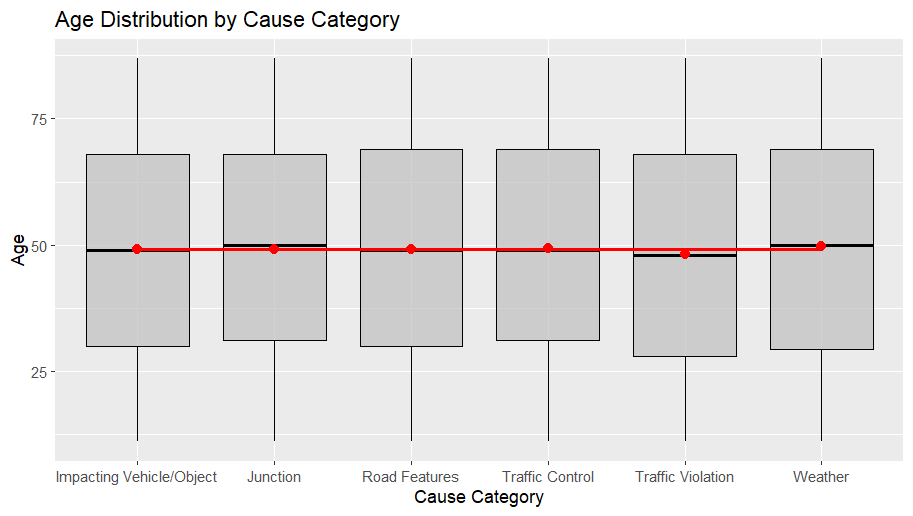 Age Distribution by Cause Category
Age
75
50
25
Impacting Vehicle/Object Junction Road Features Traffic Control Traffic Violation Weather
Cause Category